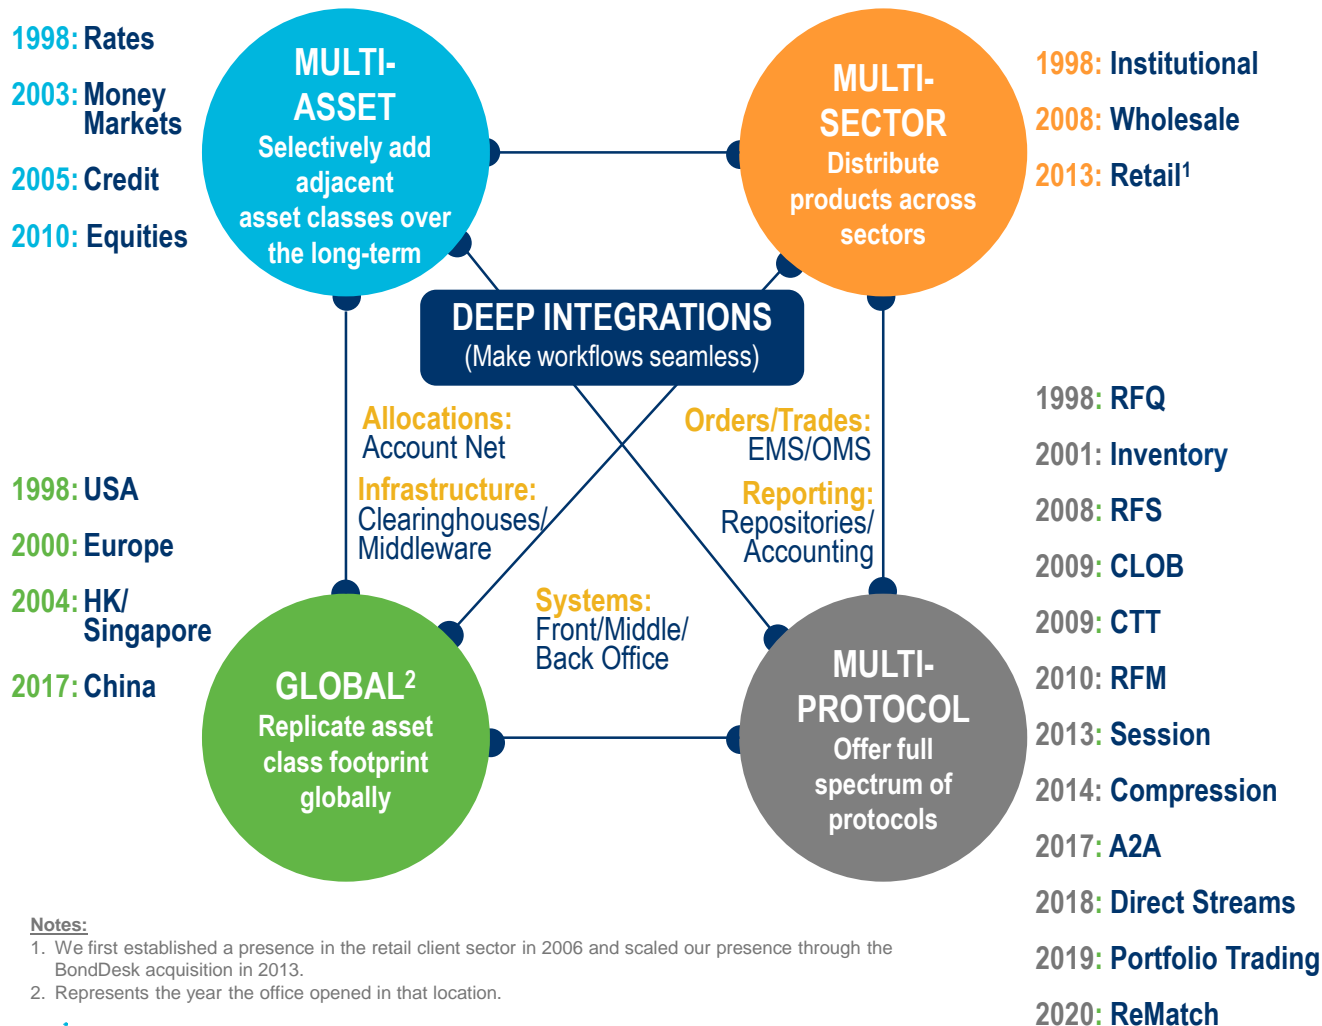 1998: Rates
2003: Money
Markets
2005: Credit
2010: Equities
MULTI-
ASSET
Selectively add
adjacent
asset classes over
the long-term
MULTI-
SECTOR
Distribute
products across
sectors
1998: Institutional
2008: Wholesale
2013: Retail¹
DEEP INTEGRATIONS
(Make workflows seamless)
Allocations:
Account Net
Infrastructure:
Clearinghouses/
Middleware
Orders/Trades:
EMS/OMS
Reporting:
Repositories/
Accounting
Systems:
Front/Middle/
Back Office
1998: USA
2000: Europe
2004: HK/
Singapore
2017: China
GLOBAL²
Replicate asset
class footprint
globally
MULTI-
PROTOCOL
Offer full
spectrum of
protocols
1998: RFQ
2001: Inventory
2008: RFS
2009: CLOB
2009: CTT
2010: RFM
2013: Session
2014: Compression
2017: A2A
2018: Direct Streams
2019: Portfolio Trading
2020: ReMatch
Notes:
1. We first established a presence in the retail client sector in 2006 and scaled our presence through the
BondDesk acquisition in 2013.
2. Represents the year the office opened in that location.